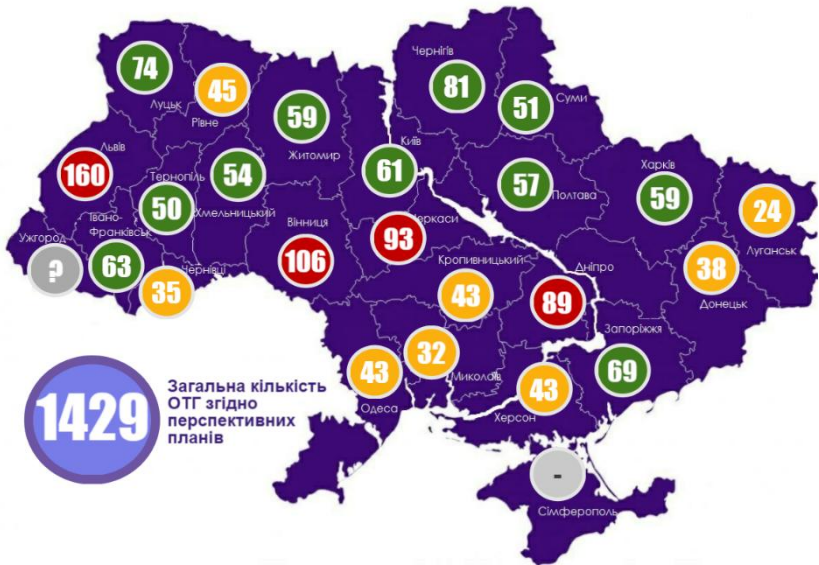 74
Луцьк
45
Рівне
59
Житомир
Чернігів
81
51
Суми
Київ
61
57
Полтава
Харків
59
24
Луганськ
38
Донецьк
Львів
160
Тернопіль
50
54
Хмельницький
Івано-
Франківськ
63
Ужгород
?
Чернівці
35
Вінниця
106
Черкаси
93
Кропивницький
43
Дніпро
89
Запоріжжя
69
32
Миколаїв
43
Одеса
43
Херсон
-
Сімферополь
1429
Загальна кількість
ОТГ згідно
перспективних
планів